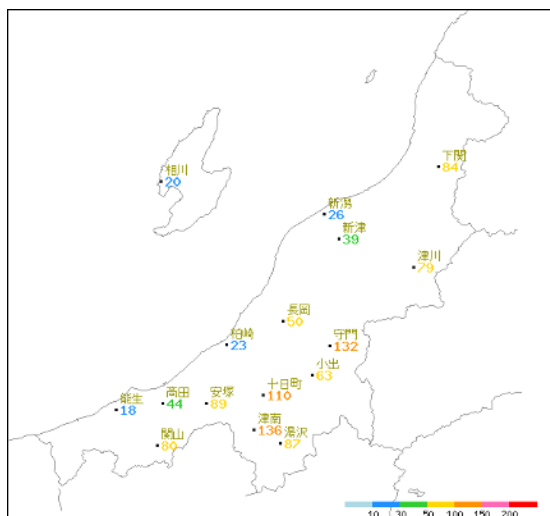 下関
84
相川
20
新潟
26
新津
39
津川
79
長岡
50
柏崎
23
守門
132
小出
63
十日町
110
能生
18
高田
44
安塚
89
津南
136
湯沢
87
関山
80
10 30 50 100 150 200